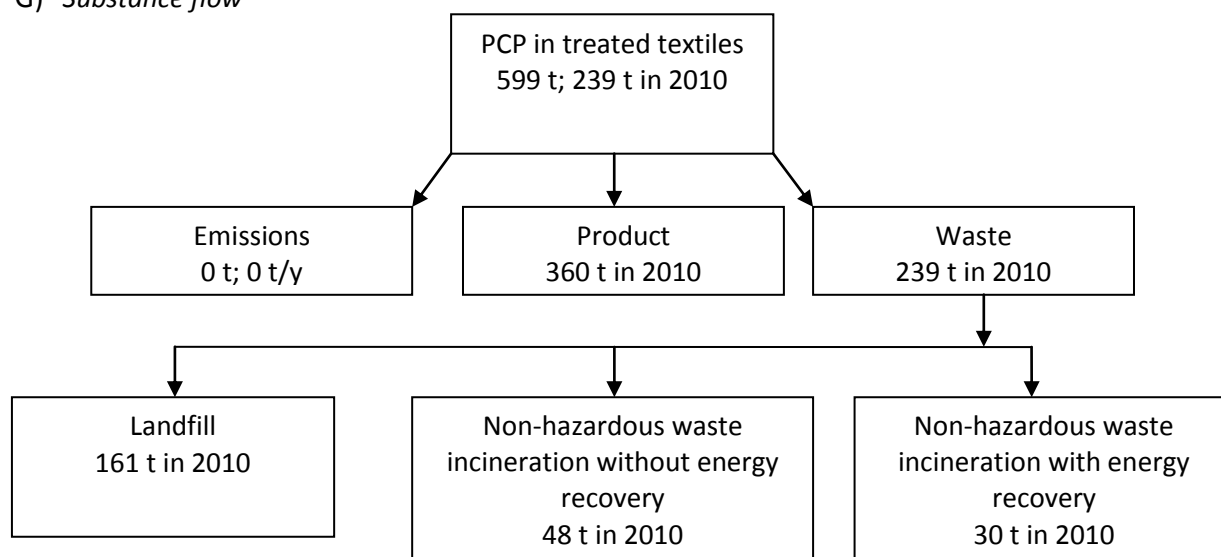 G) Substance flow
PCP in treated textiles
599 t; 239 t in 2010
Emissions
0 t; 0 t/y
Product
360 t in 2010
Waste
239 t in 2010
Landfill
161 t in 2010
Non-hazardous waste
incineration without energy
recovery
48 t in 2010
Non-hazardous waste
incineration with energy
recovery
30 t in 2010